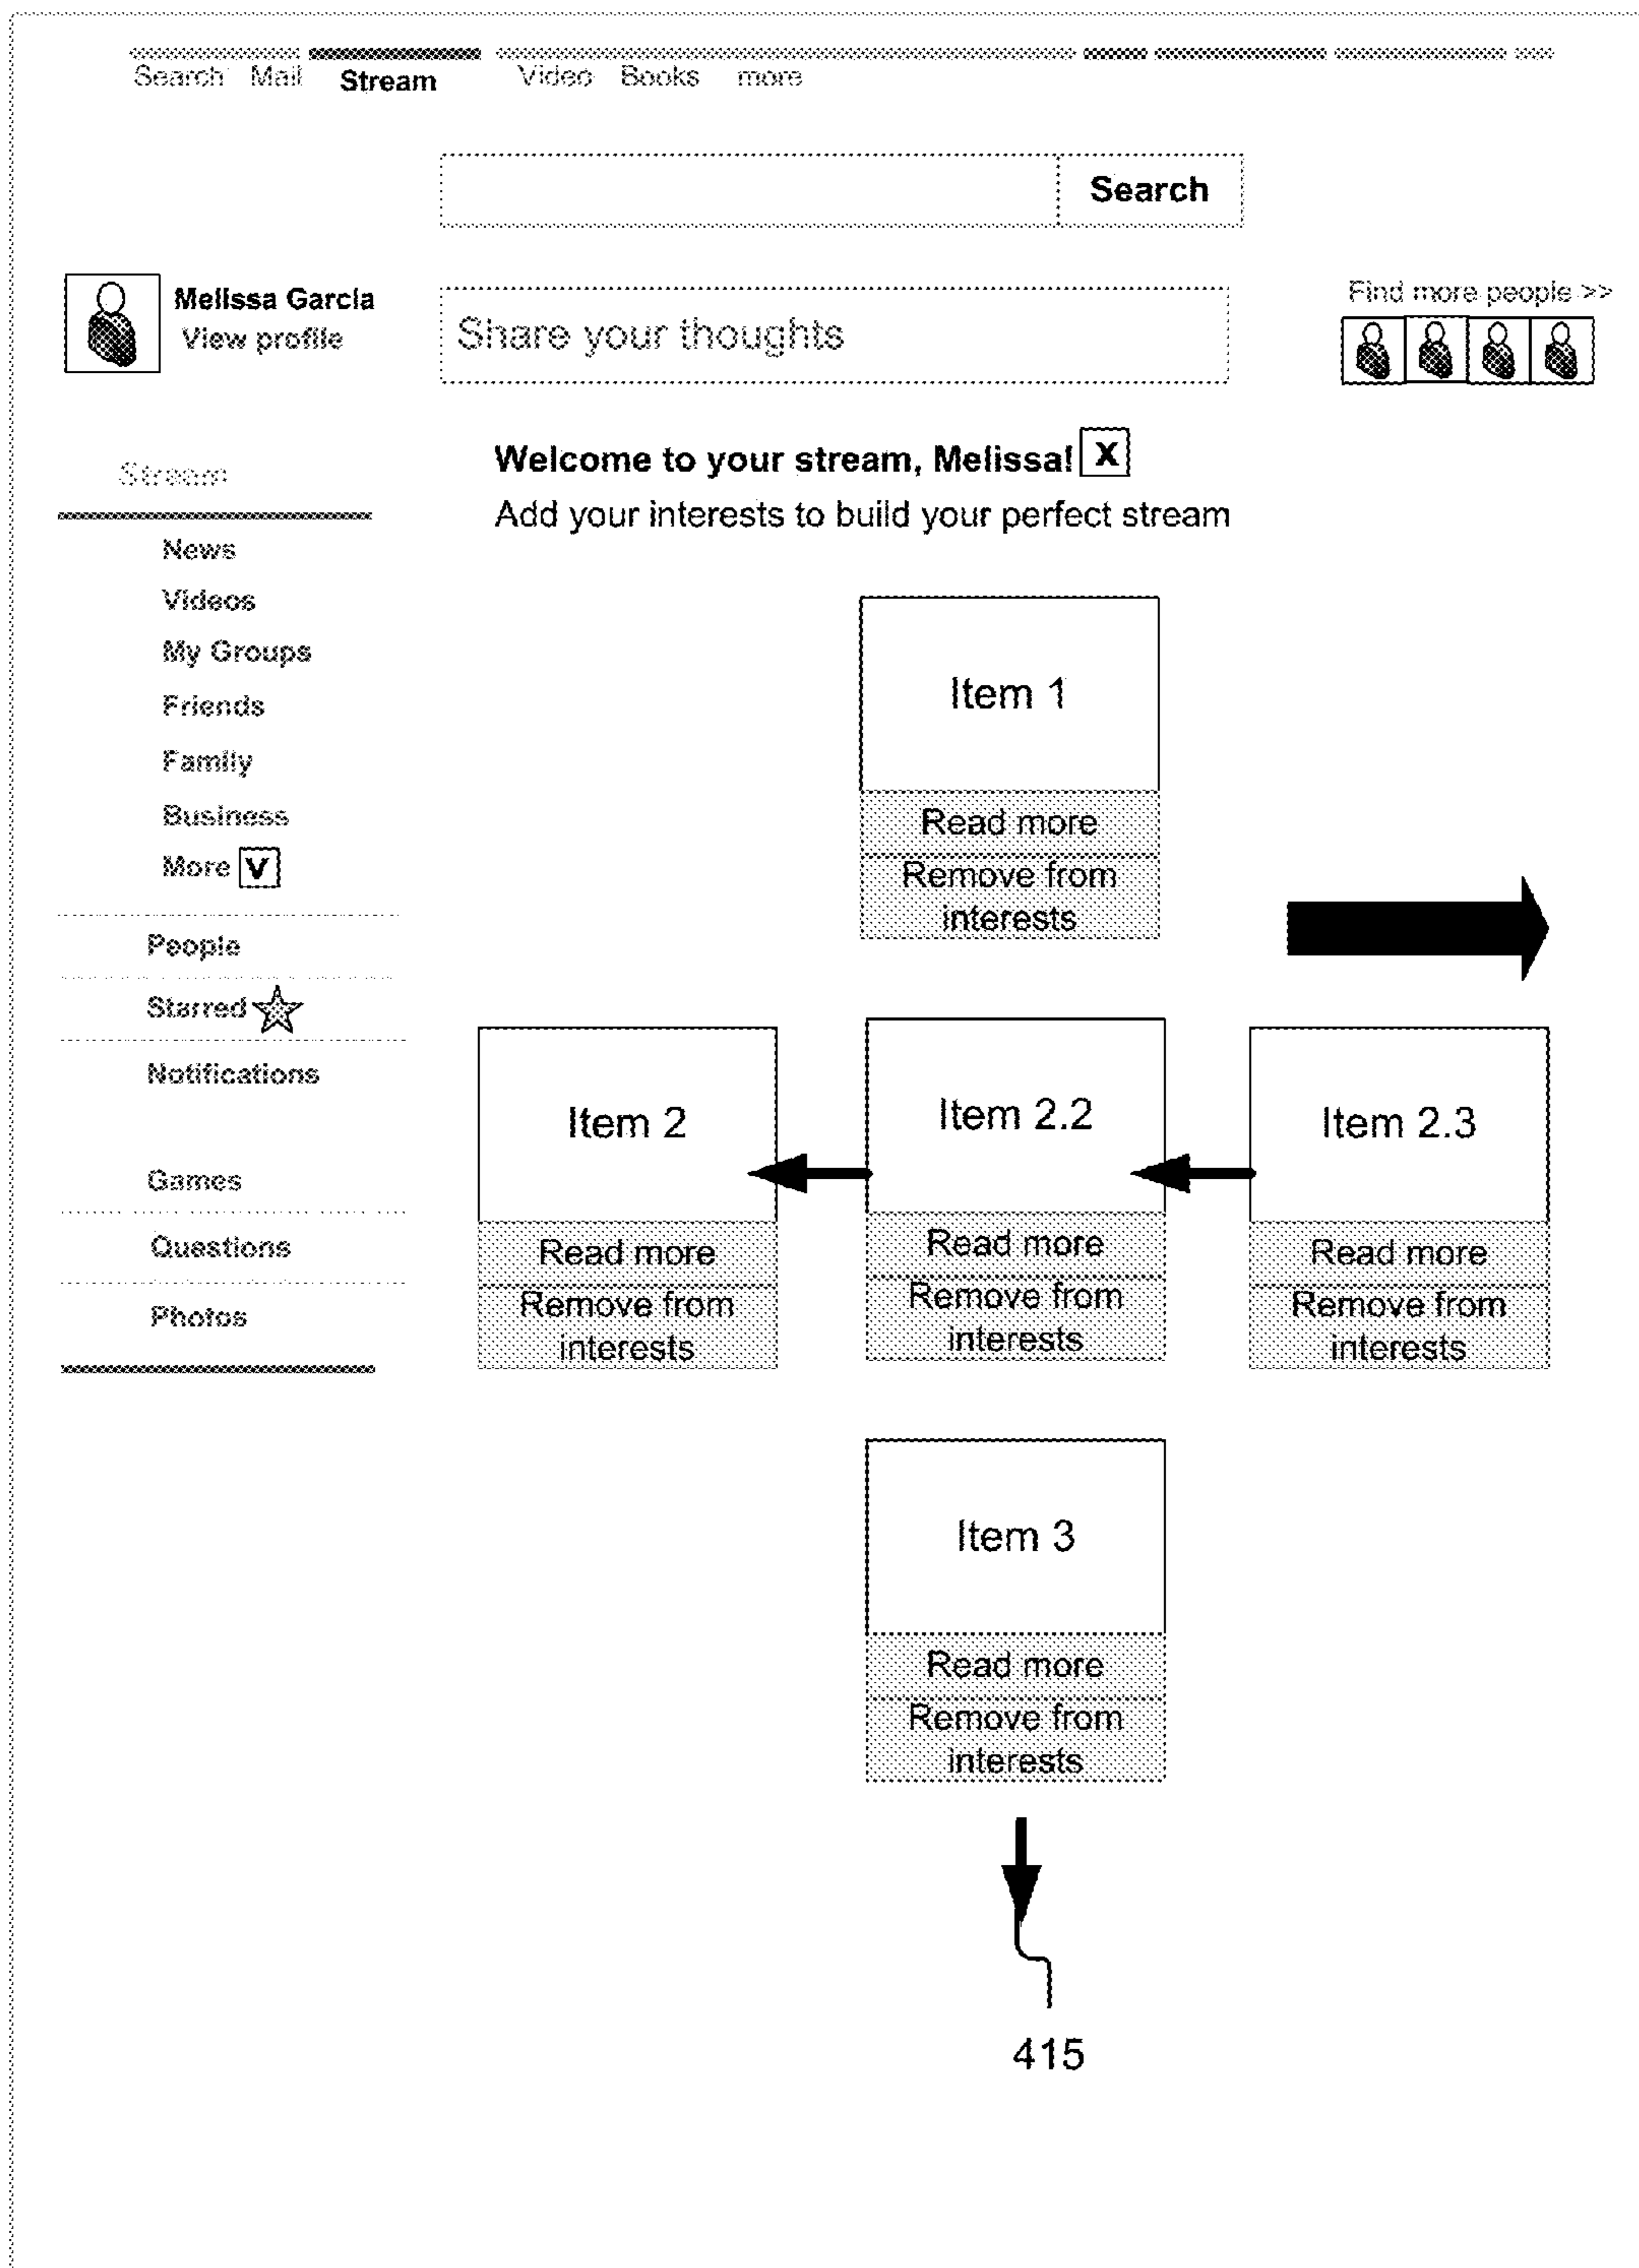 Search Mail Stream Video Books more
Search
Melissa Garcia
View profile
Share your thoughts
Find more people >>
Welcome to your stream, Melissa! X
Add your interests to build your perfect stream
Stream
News
Videos
My Groups
Friends
Family
Business
More V
People
Starred
Notifications
Games
Questions
Photos
Item 1
Read more
Remove from
interests
Item 2
Read more
Remove from
interests
Item 2.2
Read more
Remove from
interests
Item 2.3
Read more
Remove from
interests
Item 3
Read more
Remove from
interests
415